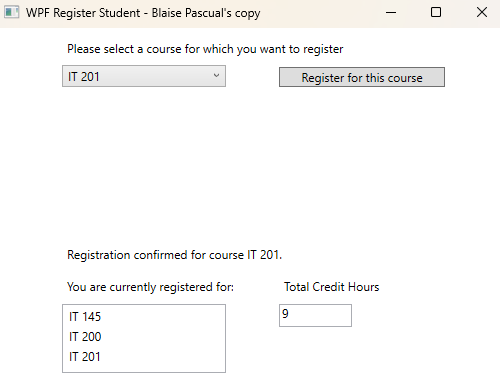 WPF Register Student - Blaise Pascual's copy
Please select a course for which you want to register
IT 201
Register for this course
Registration confirmed for course IT 201.
You are currently registered for:
Total Credit Hours
IT 145
9
IT 200
IT 201